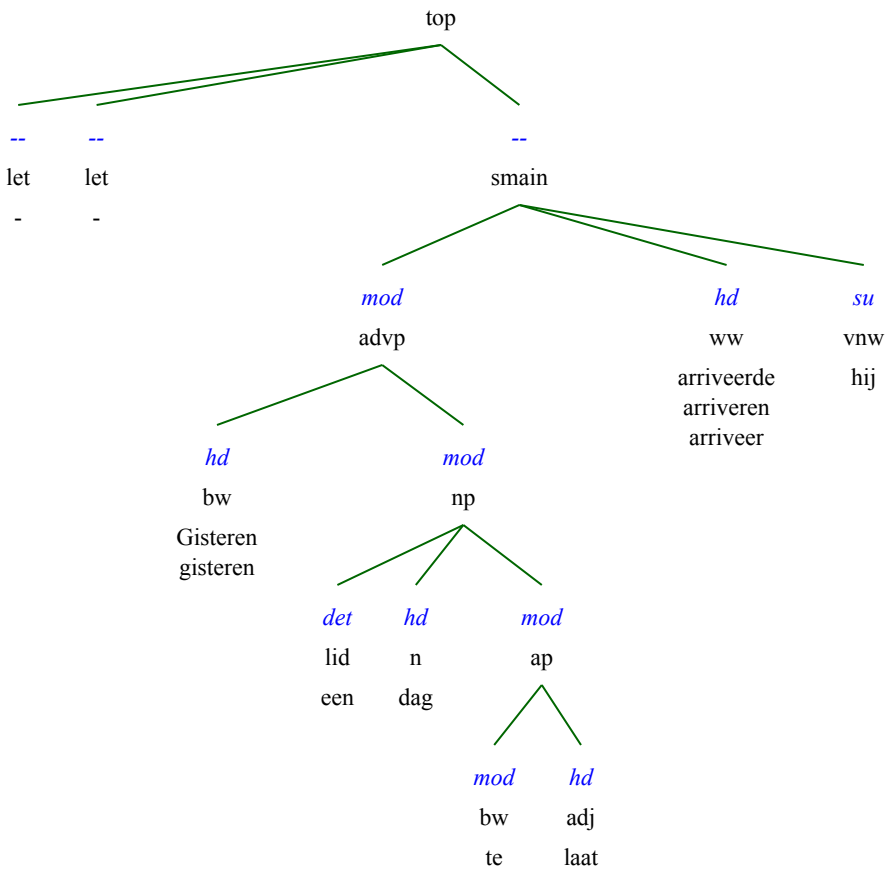 top
-- -- --
let let smain
- -
mod hd su
advp ww vnw
arriveerde hij
arriveren
arriveer
hd mod
bw np
Gisteren
gisteren
det hd mod
lid n ap
een dag
mod hd
bw adj
te laat